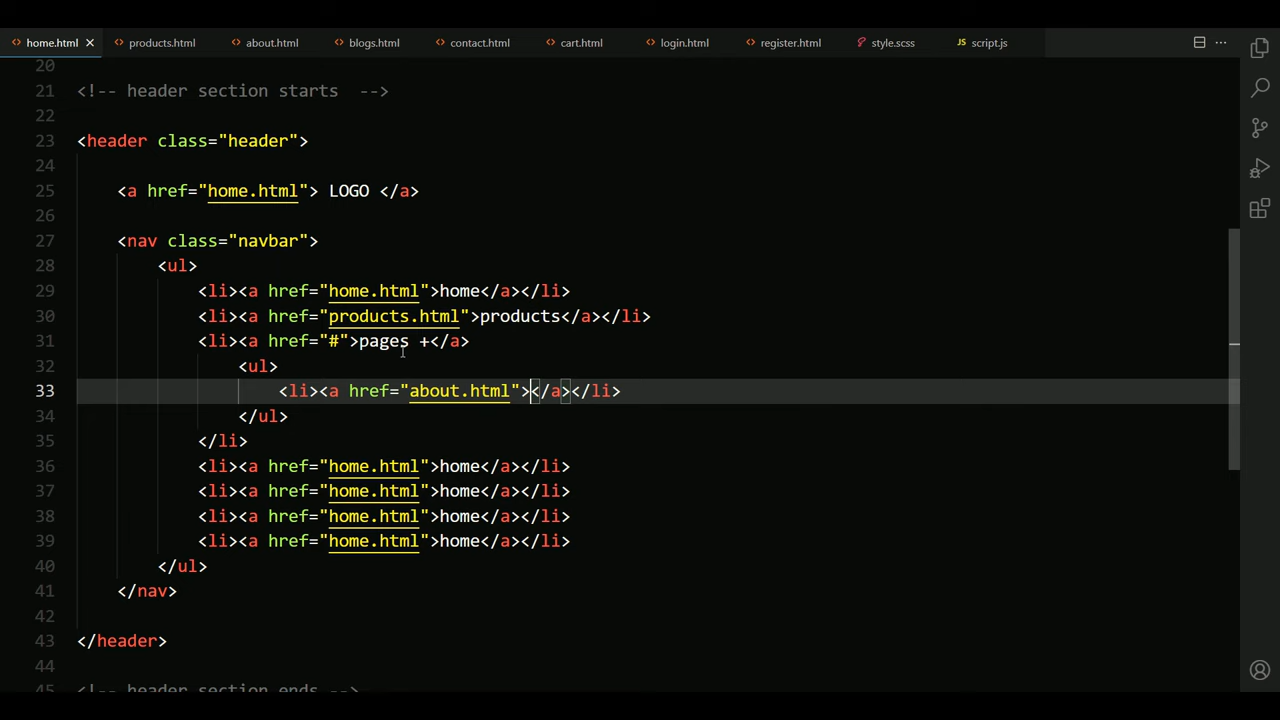 home.html products.html about.html blogs.html contact.html cart.html login.html register.html style.scss JS script.js
20
21 <!-- header section starts  -->
22
23 <header class="header">
24
25     <a href="home.html"> LOGO </a>
26
27     <nav class="navbar">
28         <ul>
29             <li><a href="home.html">home</a></li>
30             <li><a href="products.html">products</a></li>
31             <li><a href="#">pages +</a>
32                 <ul>
33                     <li><a href="about.html"></a></li>
34                 </ul>
35             </li>
36             <li><a href="home.html">home</a></li>
37             <li><a href="home.html">home</a></li>
38             <li><a href="home.html">home</a></li>
39             <li><a href="home.html">home</a></li>
40         </ul>
41     </nav>
42
43 </header>
44
45 <!-- header section ends -->